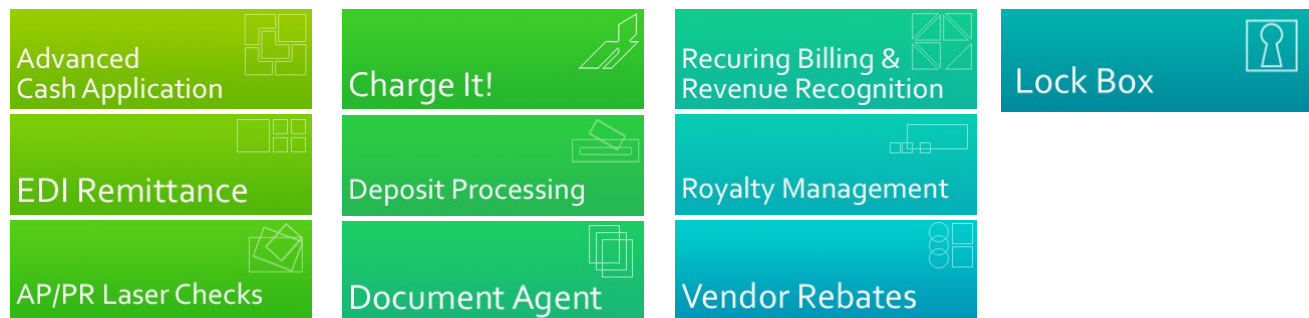 Advanced
Cash Application
EDI Remittance
AP/PR Laser Checks
Charge It!
Deposit Processing
Document Agent
Recuring Billing &
Revenue Recognition
Royalty Management
Vendor Rebates
Lock Box